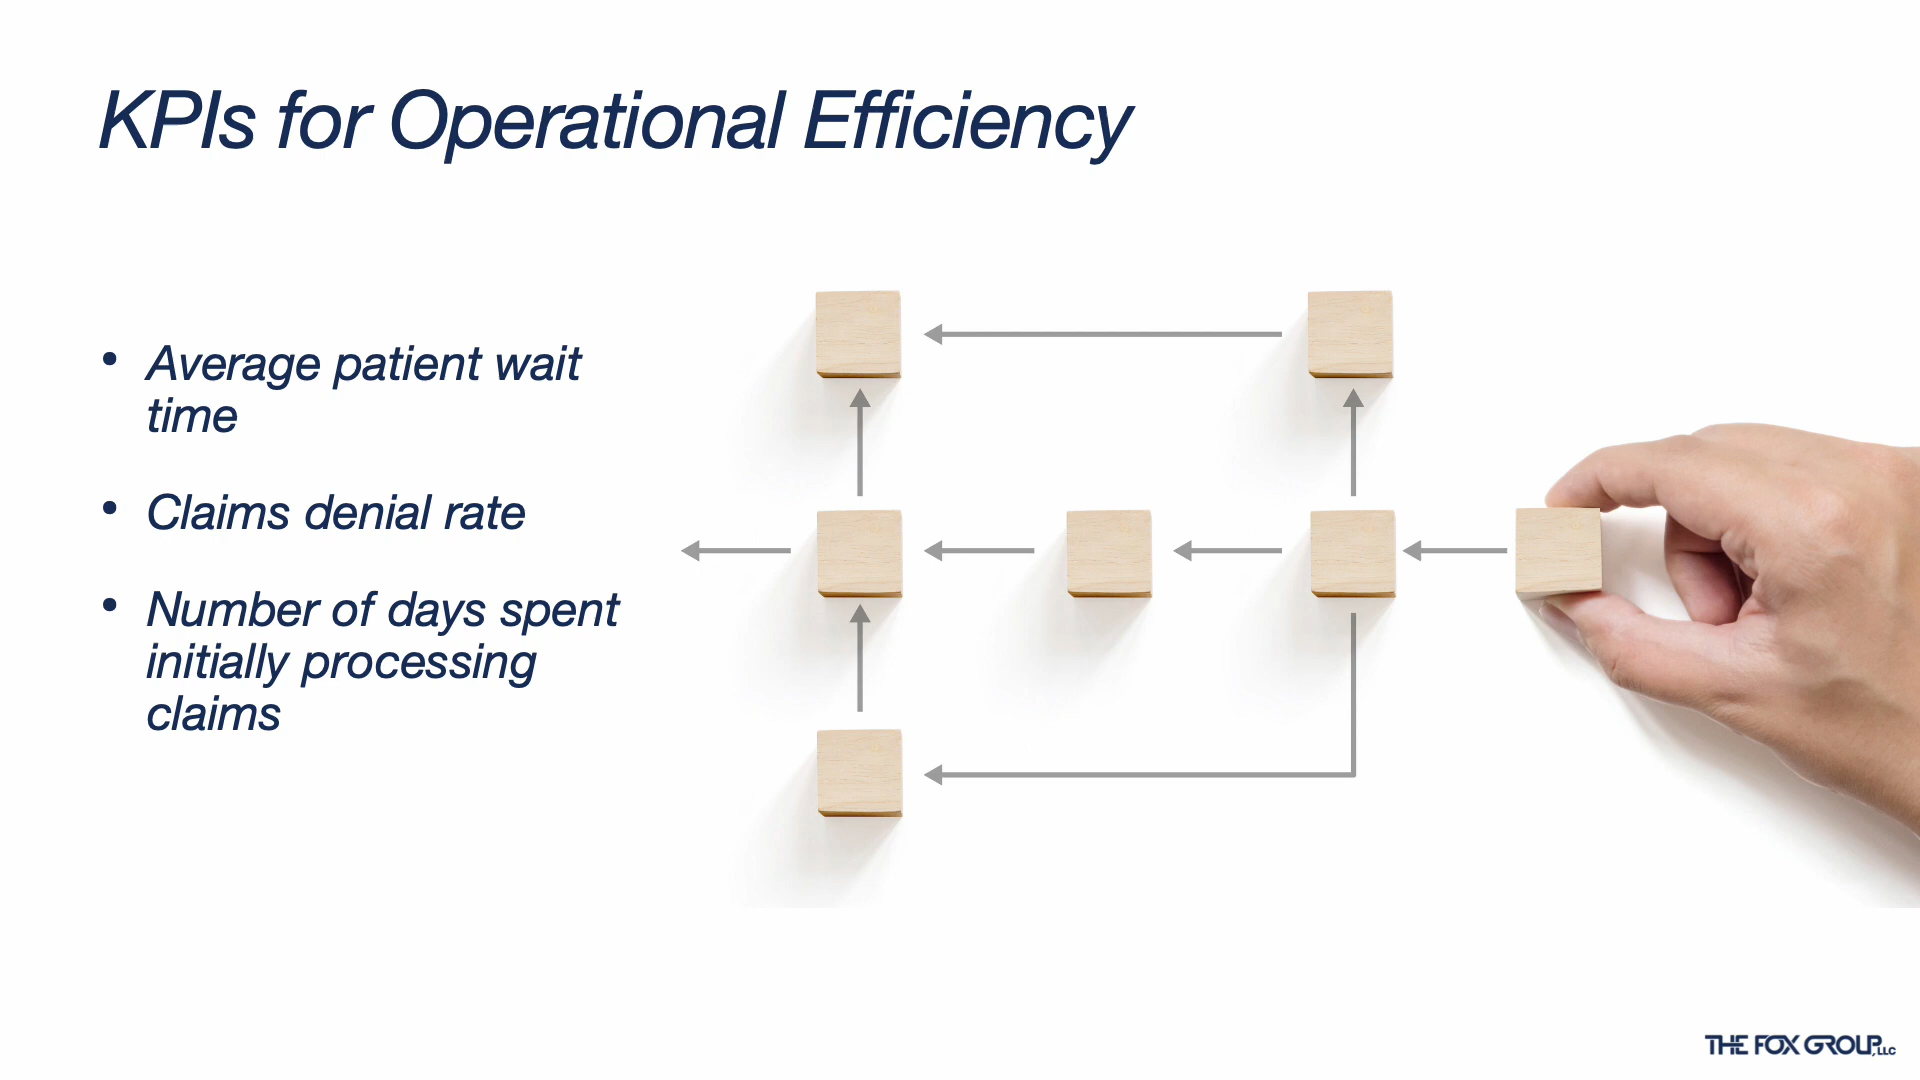 KPIs for Operational Efficiency
• Average patient wait
time
• Claims denial rate
• Number of days spent
initially processing
claims
THE FOX GROUP, LLC